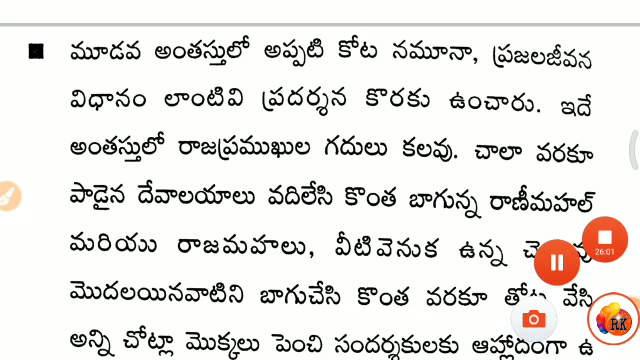 మూడవ అంతస్తులో అప్పటి కోట నమూనా, ప్రజలజీవన
విధానం లాంటివి ప్రదర్శన కొరకు ఉంచారు. ఇదే
అంతస్తులో రాజప్రముఖుల గదులు కలవు. చాలా వరకూ
పాడైన దేవాలయాలు వదిలేసి కొంత బాగున్న రాణీమహల్
మరియు రాజమహలు, వీటివెనుక ఉన్న
26:01
మొదలయినవాటిని బాగుచేసి కొంత వరకూ తోట వేసి
RK
అన్ని చోట్లా మొక్కలు పెంచి సందర్శకులకు ఆహ్లాదంగా ఉ